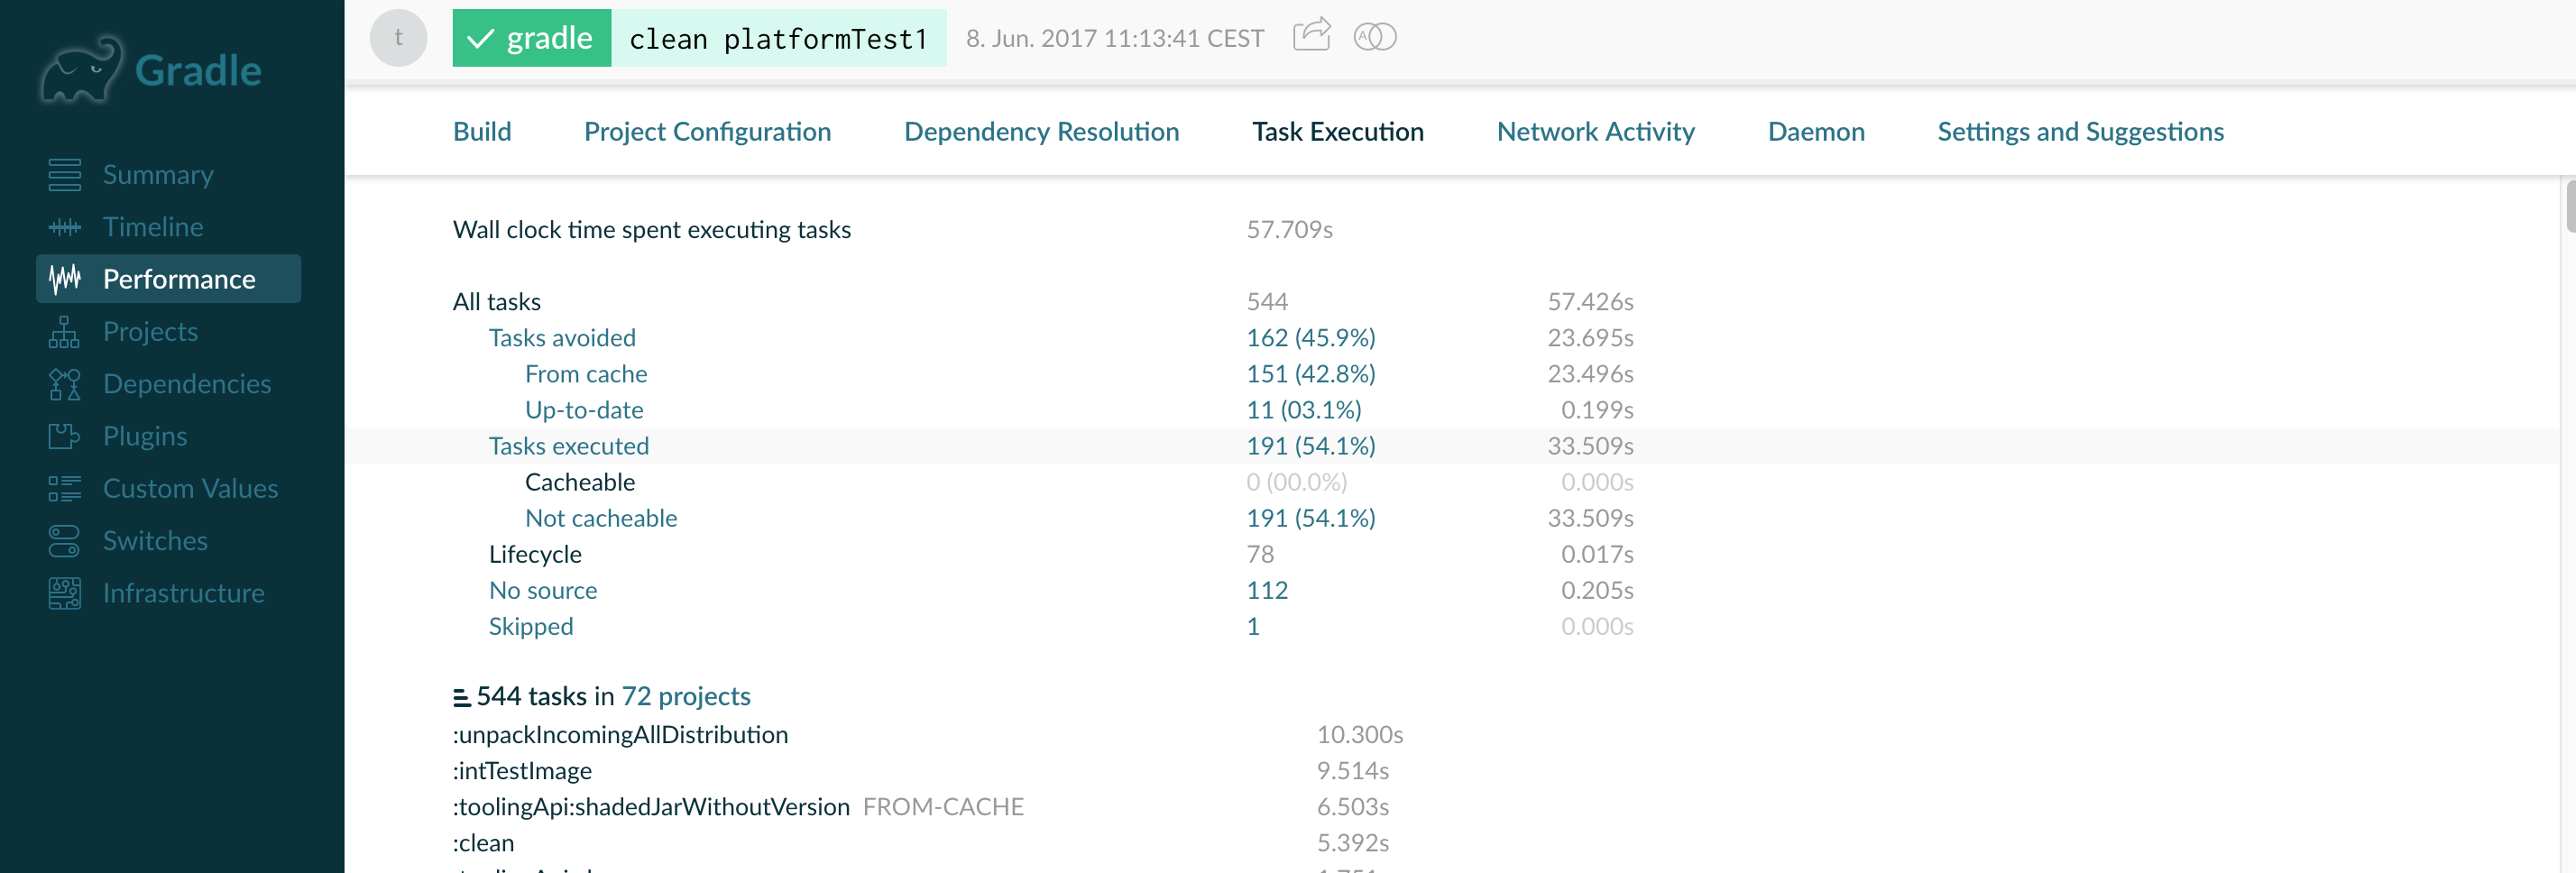 Gradle
Summary
Timeline
Performance
Projects
Dependencies
Plugins
Custom Values
Switches
Infrastructure
t gradle clean platformTest1 8. Jun. 2017 11:13:41 CEST
Build Project Configuration Dependency Resolution Task Execution Network Activity Daemon Settings and Suggestions
Wall clock time spent executing tasks 57.709s
All tasks 544 57.426s
Tasks avoided 162 (45.9%) 23.695s
From cache 151 (42.8%) 23.496s
Up-to-date 11 (03.1%) 0.199s
Tasks executed 191 (54.1%) 33.509s
Cacheable 0 (00.0%) 0.000s
Not cacheable 191 (54.1%) 33.509s
Lifecycle 78 0.017s
No source 112 0.205s
Skipped 1 0.000s
544 tasks in 72 projects
:unpackIncomingAllDistribution 10.300s
:intTestImage 9.514s
:toolingApi:shadedJarWithoutVersion FROM-CACHE 6.503s
:clean 5.392s